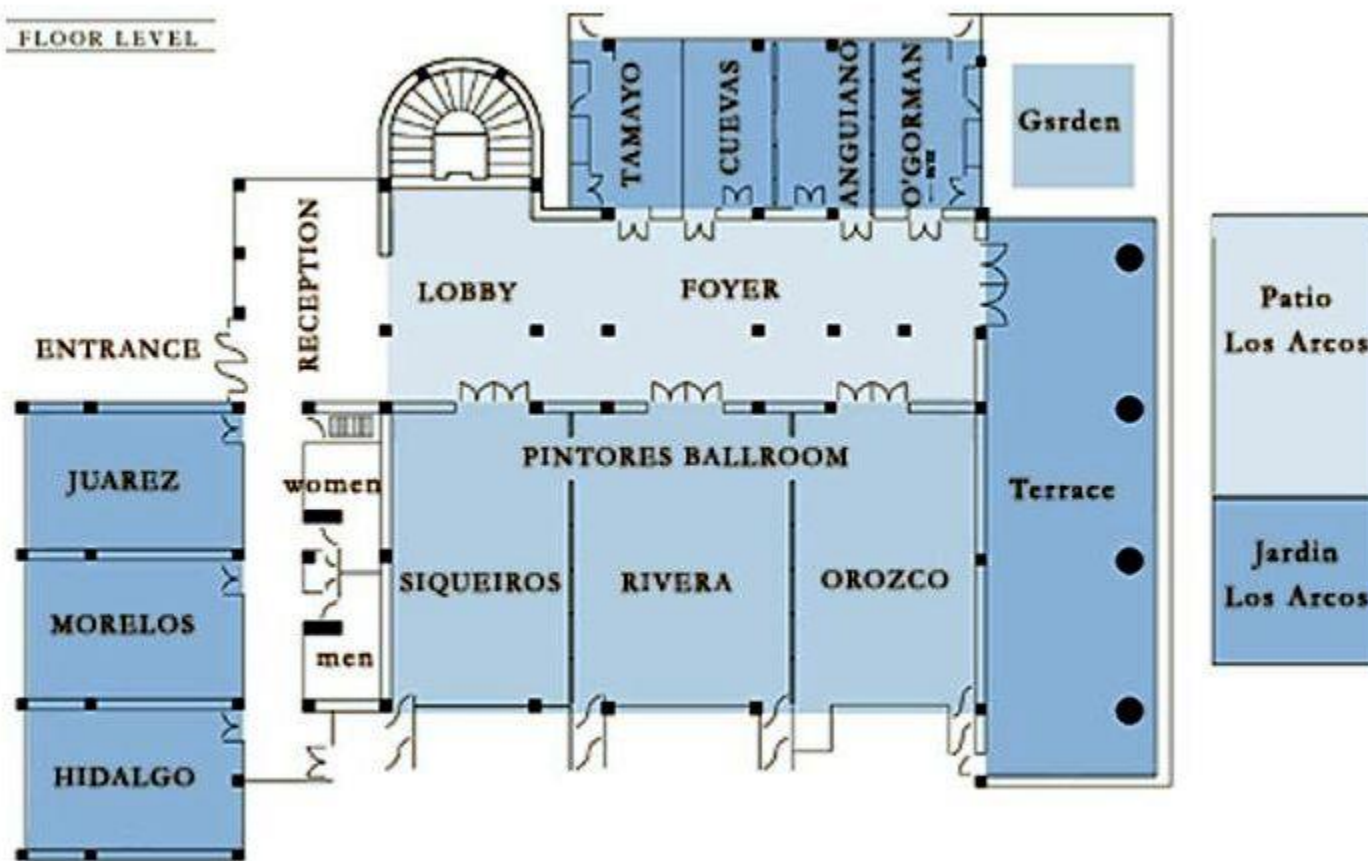 FLOOR LEVEL
TAMAYO
CUEVAS
ANGUIANO
O'GORMAN
Gsrden
RECEPTION
LOBBY
FOYER
ENTRANCE
Patio
Los Arcos
JUAREZ
women
PINTORES BALLROOM
Terrace
MORELOS
SIQUEIROS
RIVERA
OROZCO
Jardin
Los Arcos
men
HIDALGO